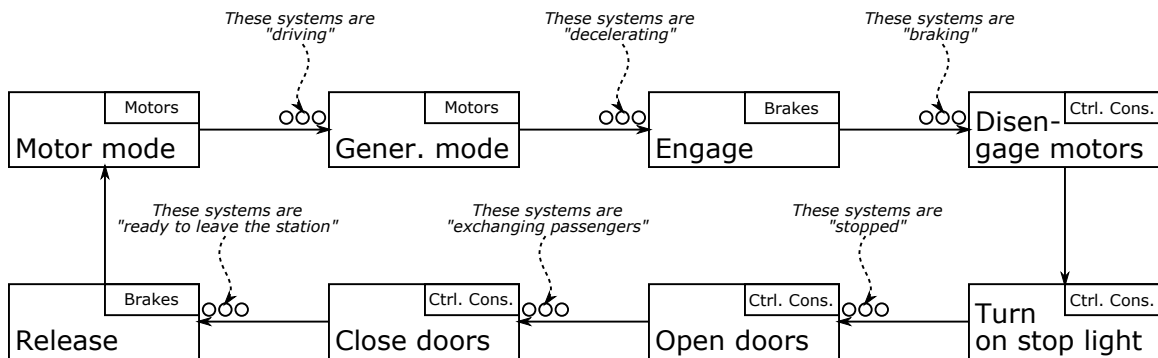 These systems are
"driving"
These systems are
"decelerating"
These systems are
"braking"
Motors
Motor mode
Motors
Gener. mode
Brakes
Engage
Ctrl. Cons.
Disen-
gage motors
These systems are
"ready to leave the station"
These systems are
"exchanging passengers"
These systems are
"stopped"
Brakes
Release
Ctrl. Cons.
Close doors
Ctrl. Cons.
Open doors
Ctrl. Cons.
Turn
on stop light